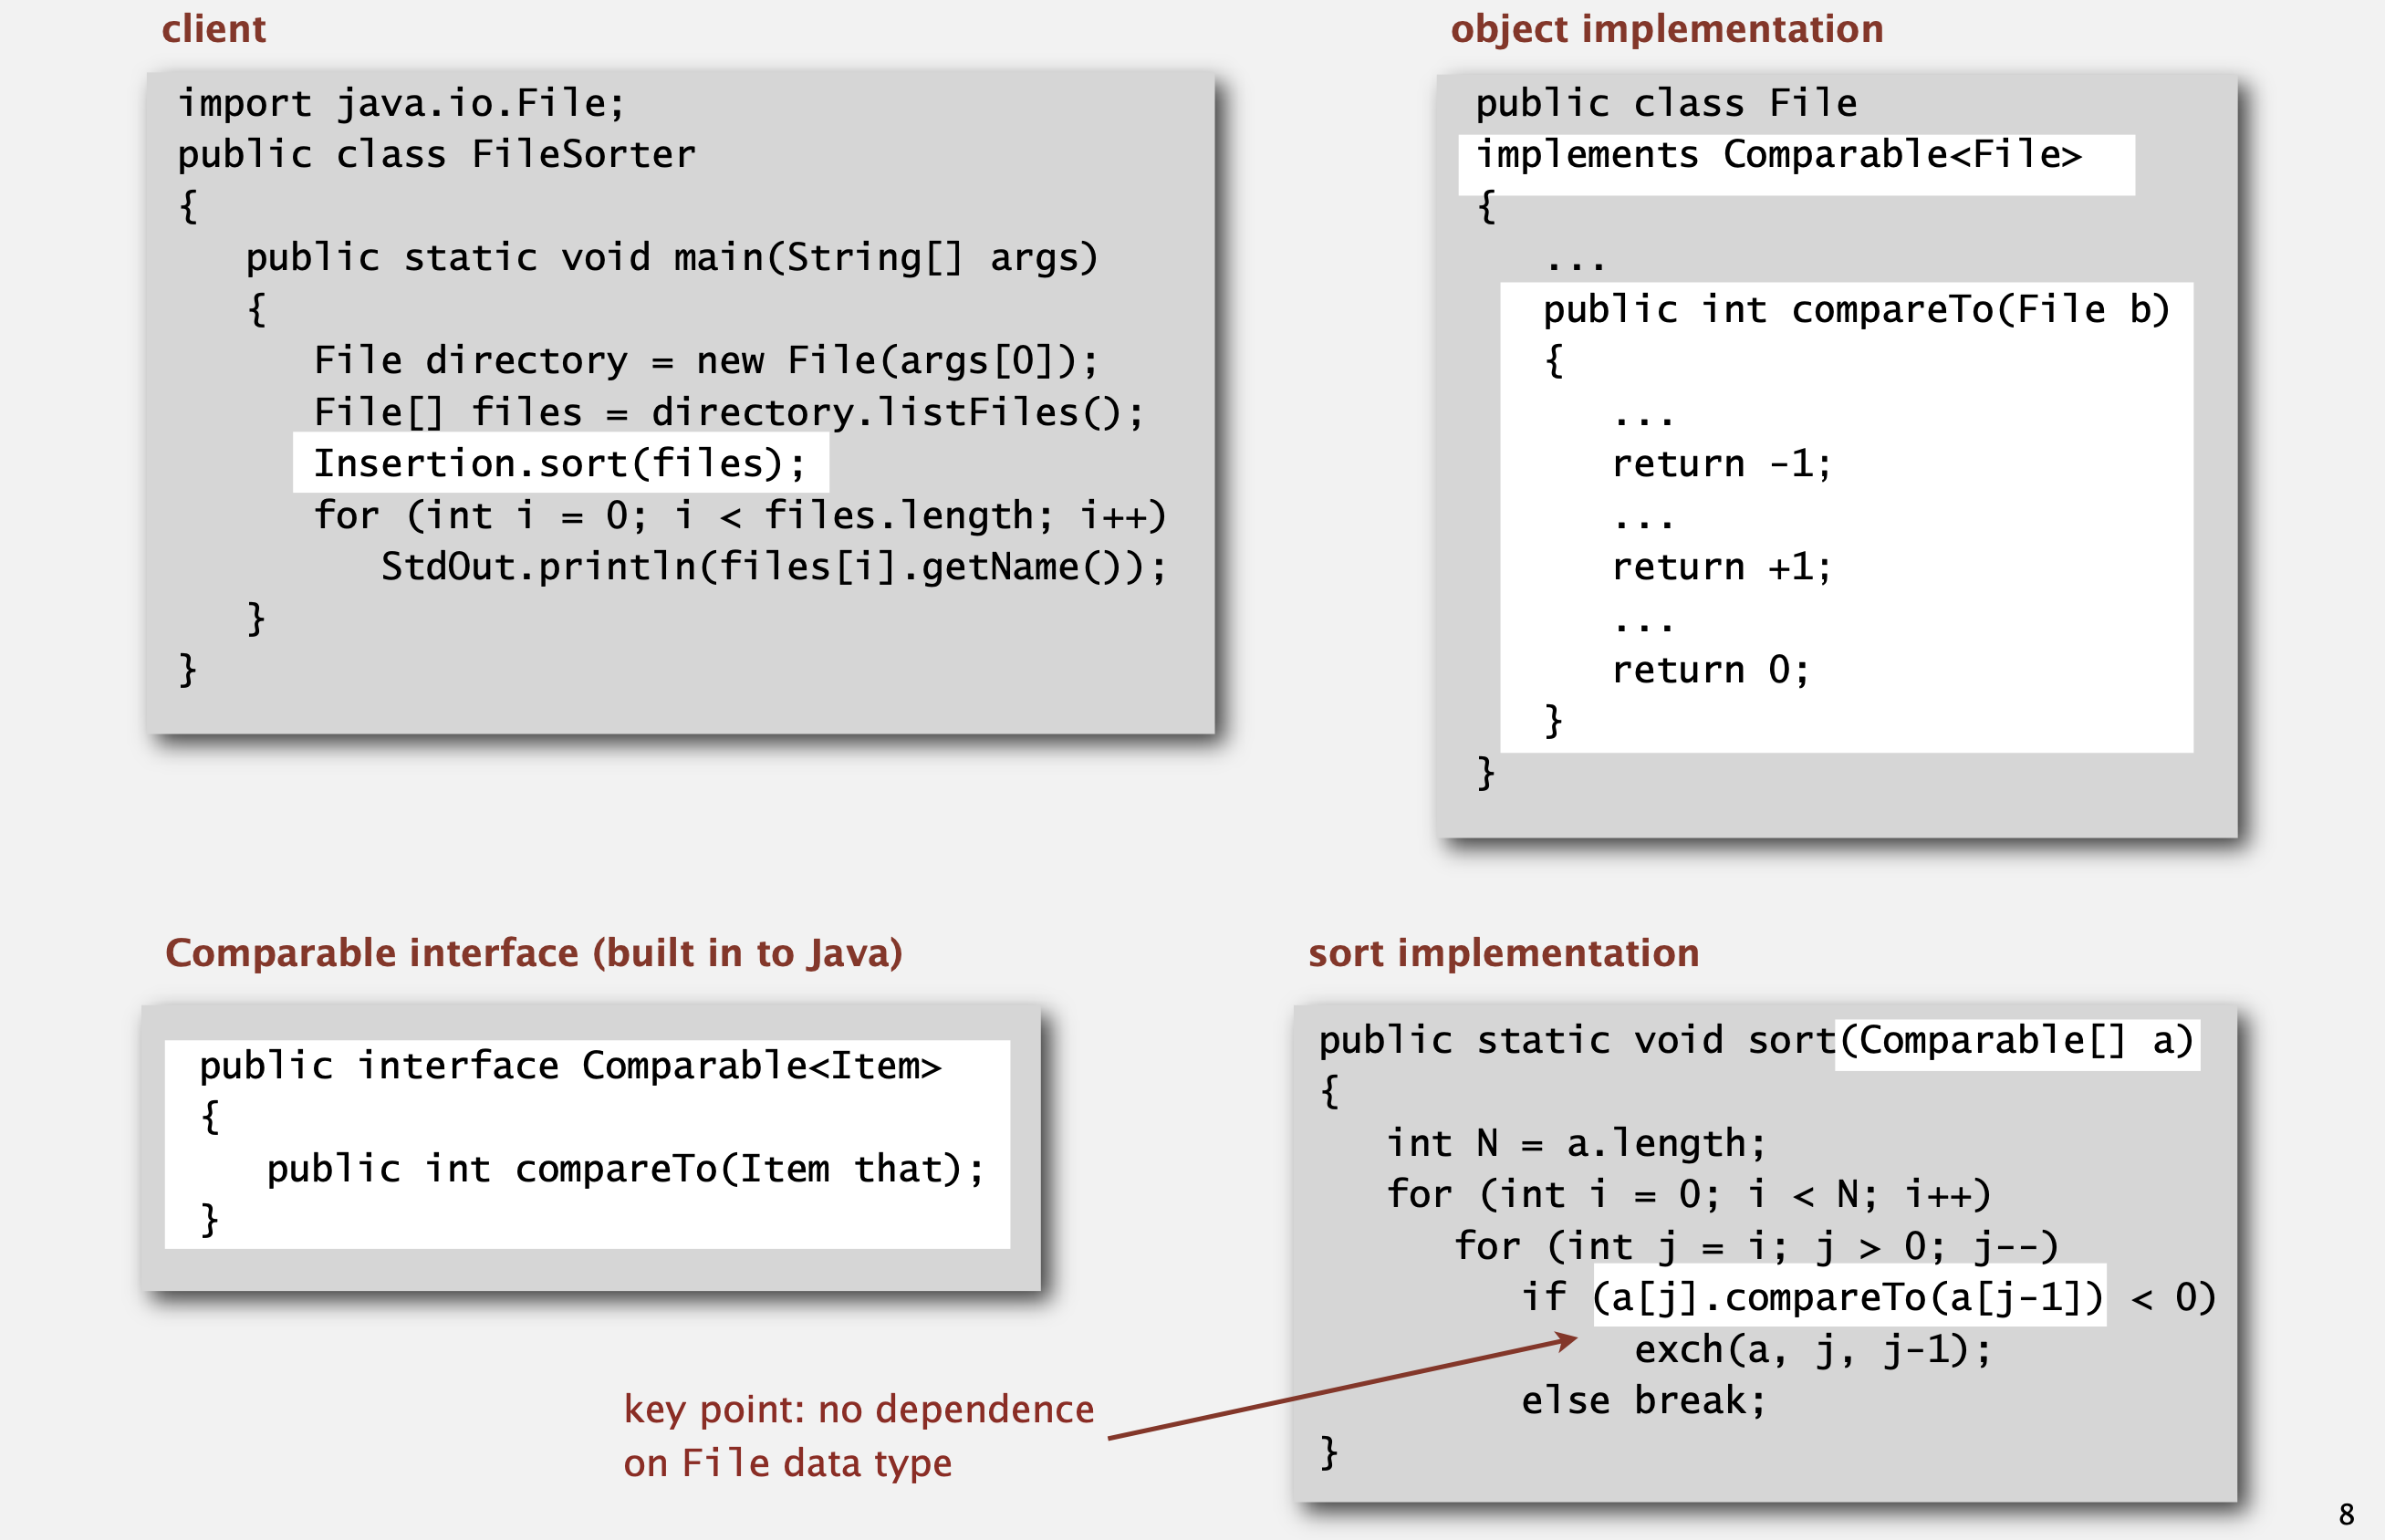 client
import java.io.File;
public class FileSorter
{
   public static void main(String[] args)
   {
      File directory = new File(args[0]);
      File[] files = directory.listFiles();
      Insertion.sort(files);
      for (int i = 0; i < files.length; i++)
         StdOut.println(files[i].getName());
   }
}
object implementation
public class File
implements Comparable<File>
{
   ...
   public int compareTo(File b)
   {
      ...
      return -1;
      ...
      return +1;
      ...
      return 0;
   }
}
Comparable interface (built in to Java)
public interface Comparable<Item>
{
   public int compareTo(Item that);
}
key point: no dependence
on File data type
sort implementation
public static void sort(Comparable[] a)
{
   int N = a.length;
   for (int i = 0; i < N; i++)
      for (int j = i; j > 0; j--)
         if (a[j].compareTo(a[j-1]) < 0)
              exch(a, j, j-1);
         else break;
}
8